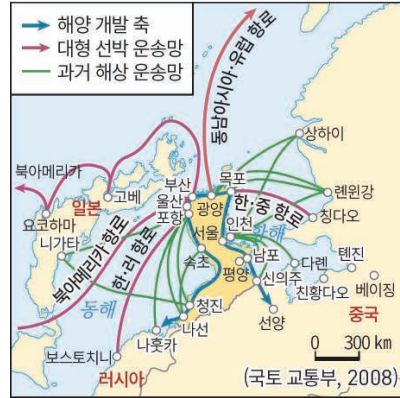 해양 개발 축
대형 선박 운송망
과거 해상 운송망
동남아시아·유럽 항로
상하이
북아메리카
부산
목포
롄윈강
고베
울산
광양
한·중 항로
일본
포항
칭다오
요코하마
서울
인천
황해
니가타
북아메리카 항로
한·러 항로
속초
남포
다롄
톈진
평양
신의주
동해
친황다오
베이징
청진
선양
중국
나선
나홋카
보스토치니
0 300 km
러시아
(국토 교통부, 2008)